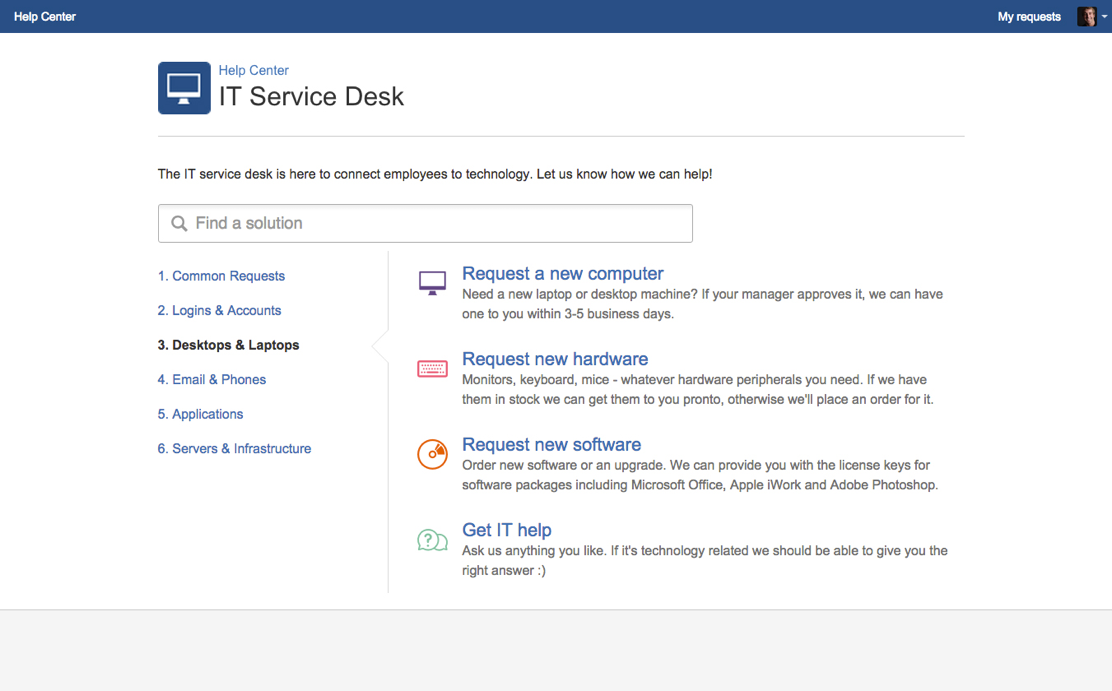 Help Center
My requests
Help Center
IT Service Desk
The IT service desk is here to connect employees to technology. Let us know how we can help!
Find a solution
1. Common Requests
2. Logins & Accounts
3. Desktops & Laptops
4. Email & Phones
5. Applications
6. Servers & Infrastructure
Request a new computer
Need a new laptop or desktop machine? If your manager approves it, we can have
one to you within 3-5 business days.
Request new hardware
Monitors, keyboard, mice - whatever hardware peripherals you need. If we have
them in stock we can get them to you pronto, otherwise we'll place an order for it.
Request new software
Order new software or an upgrade. We can provide you with the license keys for
software packages including Microsoft Office, Apple iWork and Adobe Photoshop.
Get IT help
Ask us anything you like. If it's technology related we should be able to give you the
right answer :)